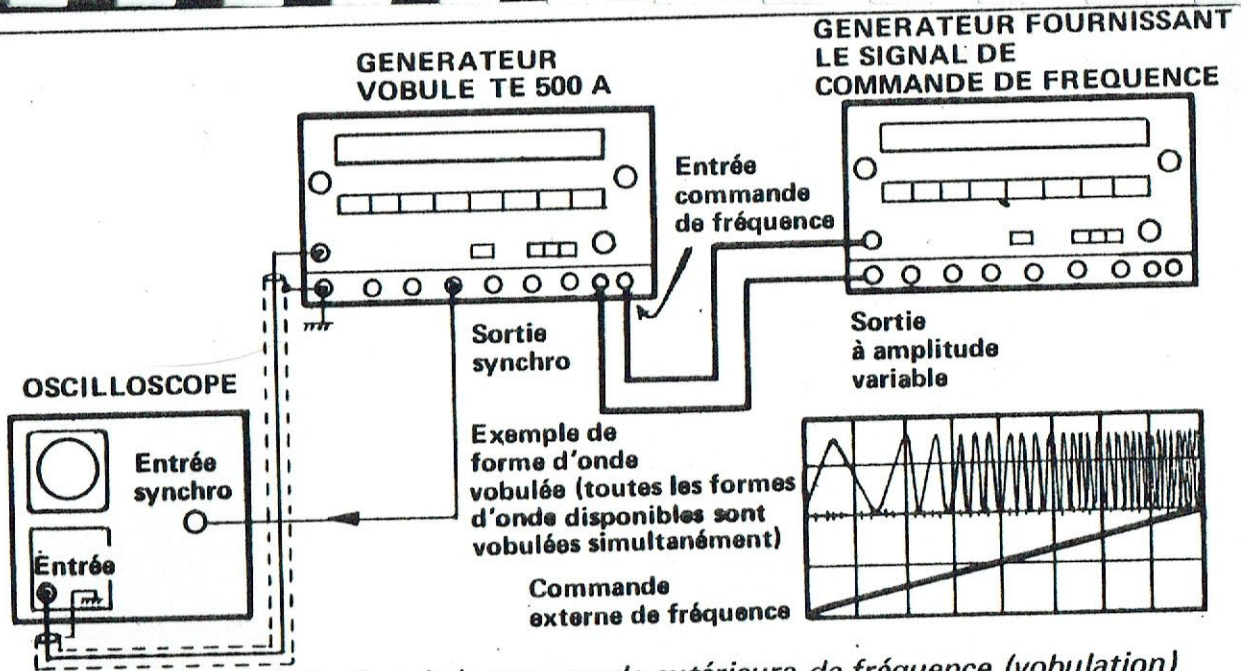 GENERATEUR
VOBULE TE 500 A
GENERATEUR FOURNISSANT
LE SIGNAL DE
COMMANDE DE FREQUENCE
Entrée
commande
de fréquence
Sortie
synchro
Sortie
à amplitude
variable
OSCILLOSCOPE
Entrée
synchro
Entrée
Exemple de
forme d'onde
vobulée (toutes les formes
d'onde disponibles sont
vobulées simultanément)
Commande
externe de fréquence
de fréquence (vobulation)